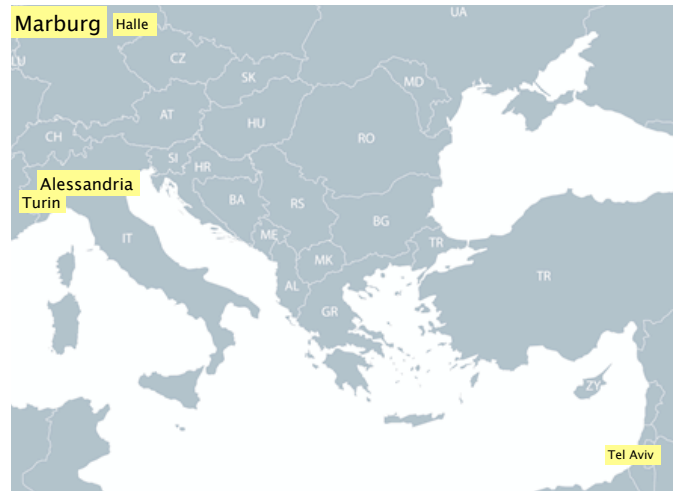 Marburg
Halle
UA
LU
CZ
SK
MD
CH
AT
HU
RO
SI
HR
Alessandria
Turin
BA
RS
IT
ME
BG
TR
MK
TR
AL
GR
ZY
Tel Aviv